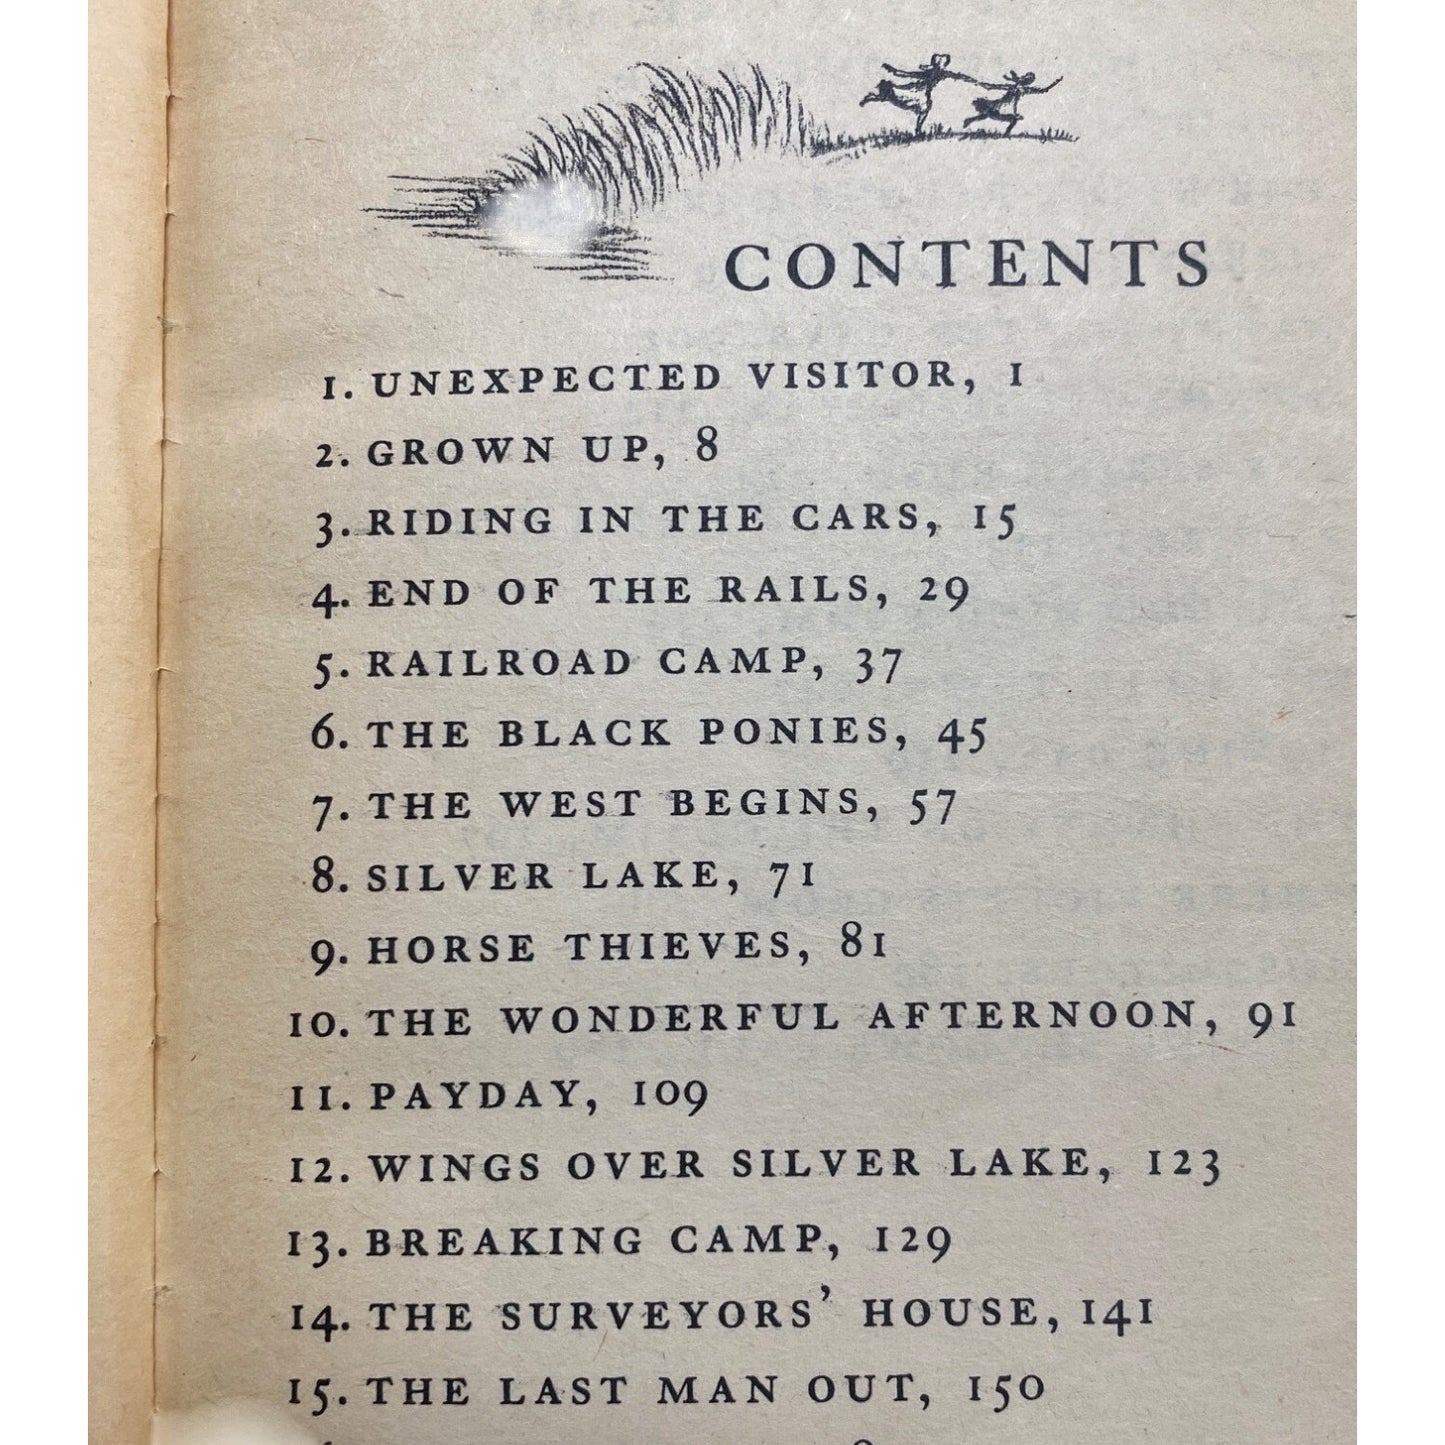 CONTENTS
1. UNEXPECTED VISITOR, 1
2. GROWN UP, 8
3. RIDING IN THE CARS, 15
4. END OF THE RAILS, 29
5. RAILROAD CAMP, 37
6. THE BLACK PONIES, 45
7. THE WEST BEGINS, 57
8. SILVER LAKE, 71
9. HORSE THIEVES, 81
10. THE WONDERFUL AFTERNOON, 91
11. PAYDAY, 109
12. WINGS OVER SILVER LAKE, 123
13. BREAKING CAMP, 129
14. THE SURVEYORS’ HOUSE, 141
15. THE LAST MAN OUT, 150